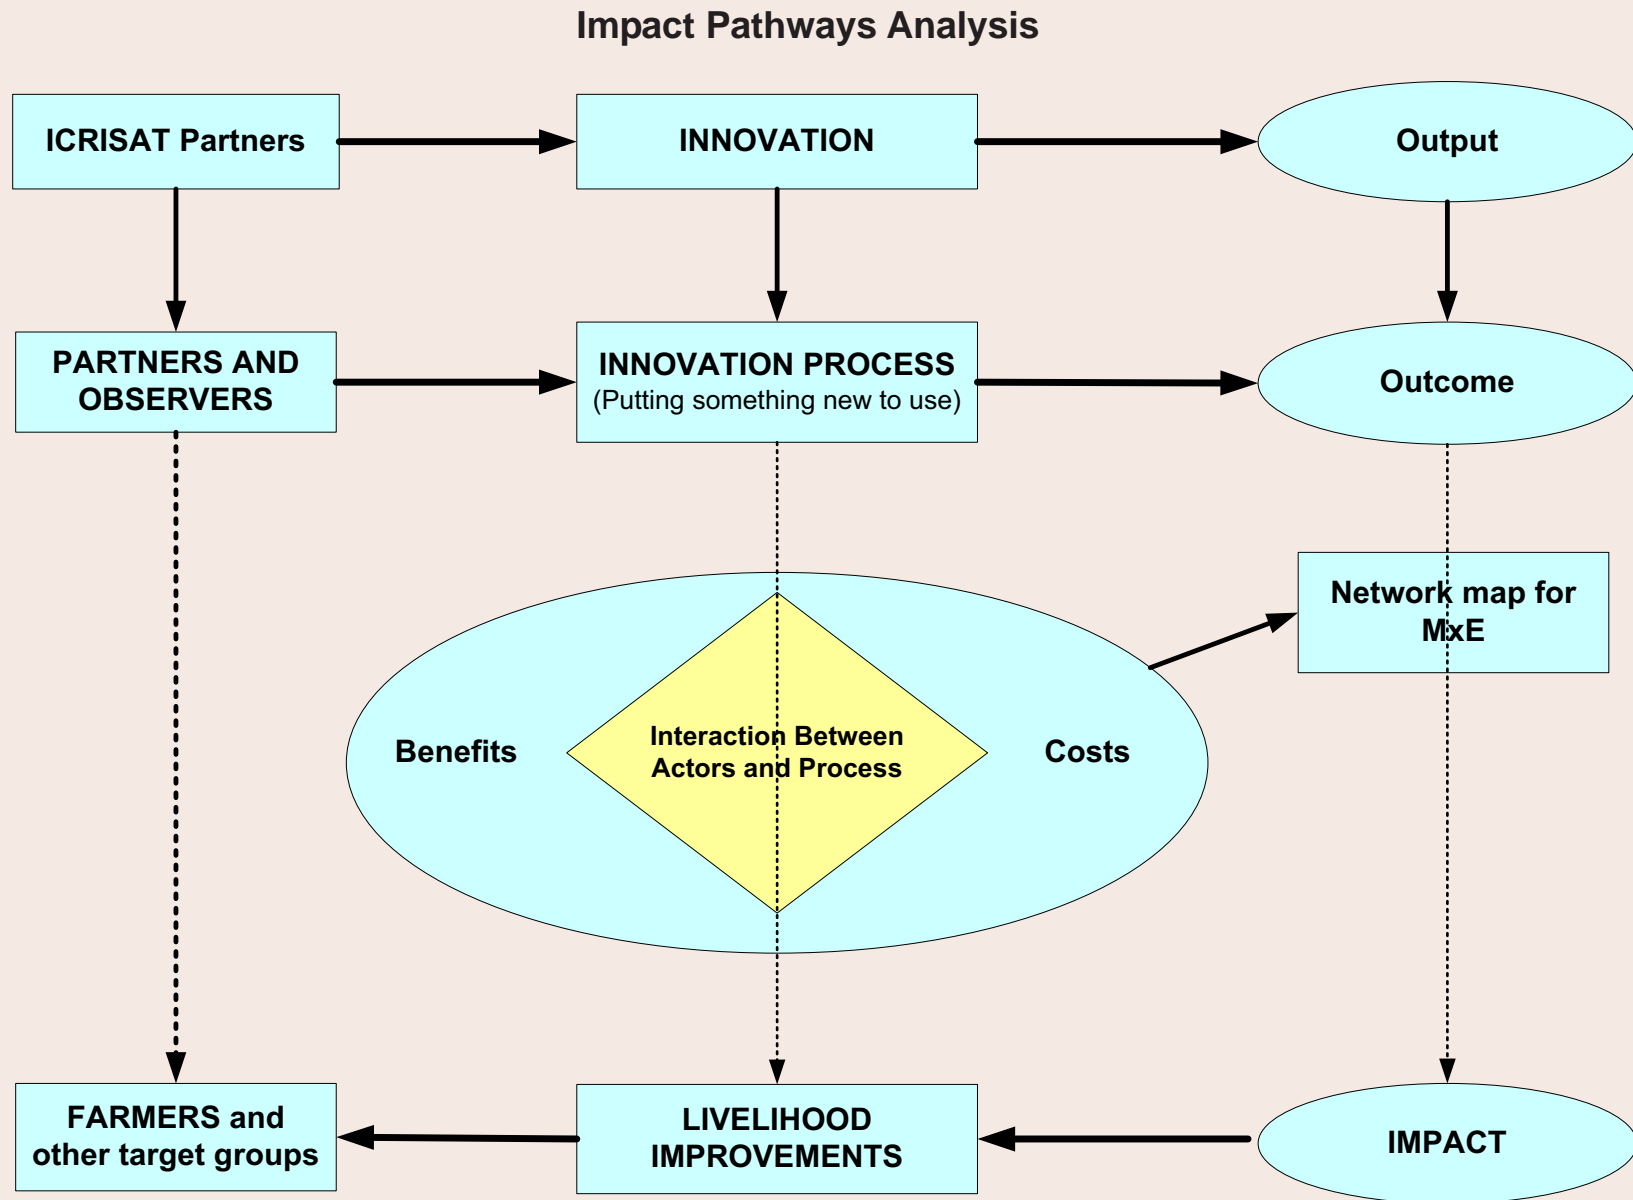 Impact Pathways Analysis
ICRISAT Partners
INNOVATION
Output
PARTNERS AND
OBSERVERS
INNOVATION PROCESS
(Putting something new to use)
Outcome
Network map for
MxE
Benefits
Interaction Between
Actors and Process
Costs
FARMERS and
other target groups
LIVELIHOOD
IMPROVEMENTS
IMPACT